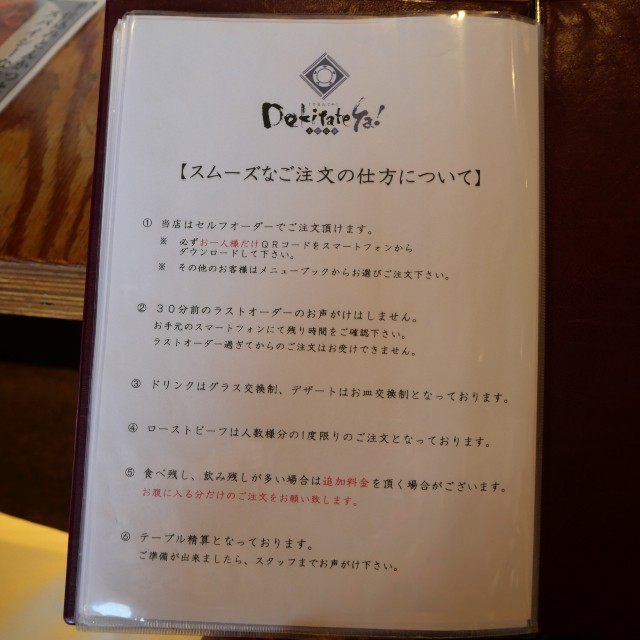 DekitateYa!
【スムーズなご注文の仕方について】
① 当店はセルフオーダーでご注文頂けます。
※ 必ずお一人様だけQRコードをスマートフォンから
ダウンロードして下さい。
※ その他のお客様はメニューブックからお選びご注文下さい。
② 30分前のラストオーダーのお声がけはしません。
お手元のスマートフォンにて残り時間をご確認下さい。
ラストオーダー過ぎてからのご注文はお受けできません。
③ ドリンクはグラス交換制、デザートはお皿交換制となっております。
④ ローストビーフは人数様分の1度限りのご注文となっております。
⑤ 食べ残し、飲み残しが多い場合は追加料金を頂く場合がございます。
お腹に入る分だけのご注文をお願い致します。
⑥ テーブル精算となっております。
ご準備が出来ましたら、スタッフまでお声がけ下さい。